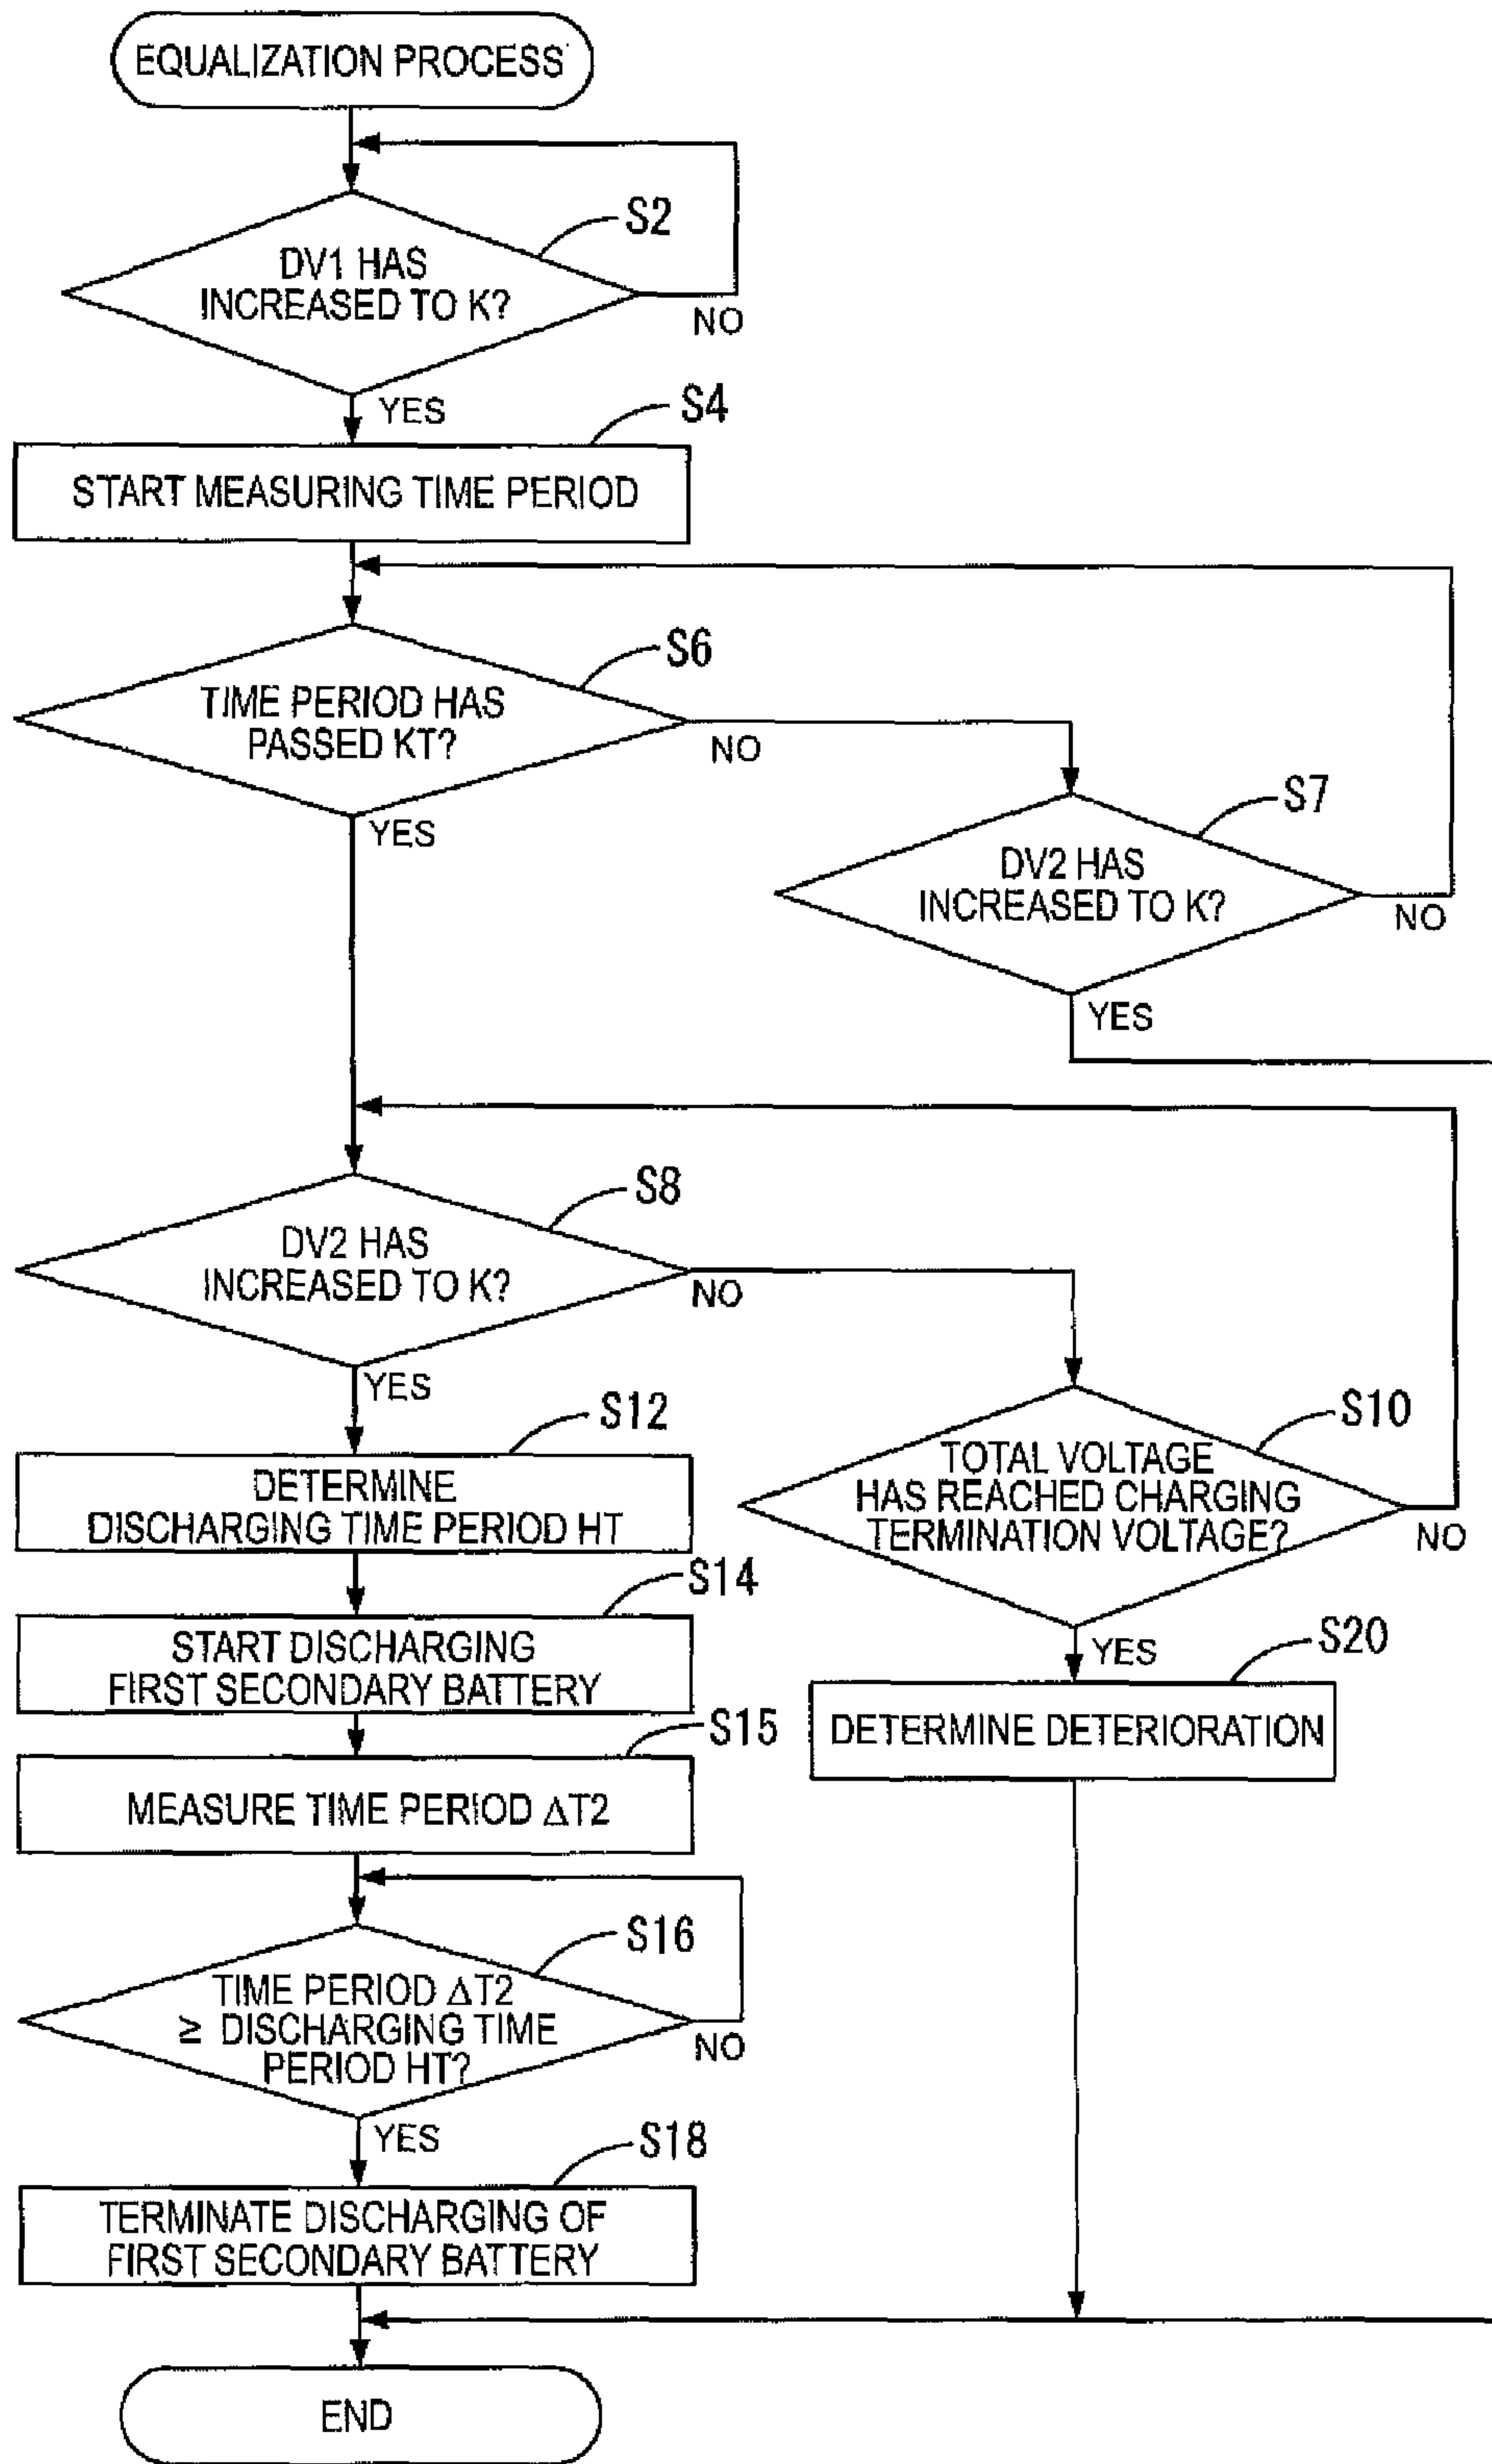 EQUALIZATION PROCESS
S2
DV1 HAS
INCREASED TO K?
NO
YES
S4
START MEASURING TIME PERIOD
S6
TIME PERIOD HAS
PASSED KT?
NO
YES
S7
DV2 HAS
INCREASED TO K?
NO
YES
S8
DV2 HAS
INCREASED TO K?
NO
YES
S10
TOTAL VOLTAGE
HAS REACHED CHARGING
TERMINATION VOLTAGE?
NO
YES
S12
DETERMINE
DISCHARGING TIME PERIOD HT
S14
START DISCHARGING
FIRST SECONDARY BATTERY
S20
DETERMINE DETERIORATION
S15
MEASURE TIME PERIOD ΔT2
S16
TIME PERIOD ΔT2
≥ DISCHARGING TIME
PERIOD HT?
NO
YES
S18
TERMINATE DISCHARGING OF
FIRST SECONDARY BATTERY
END